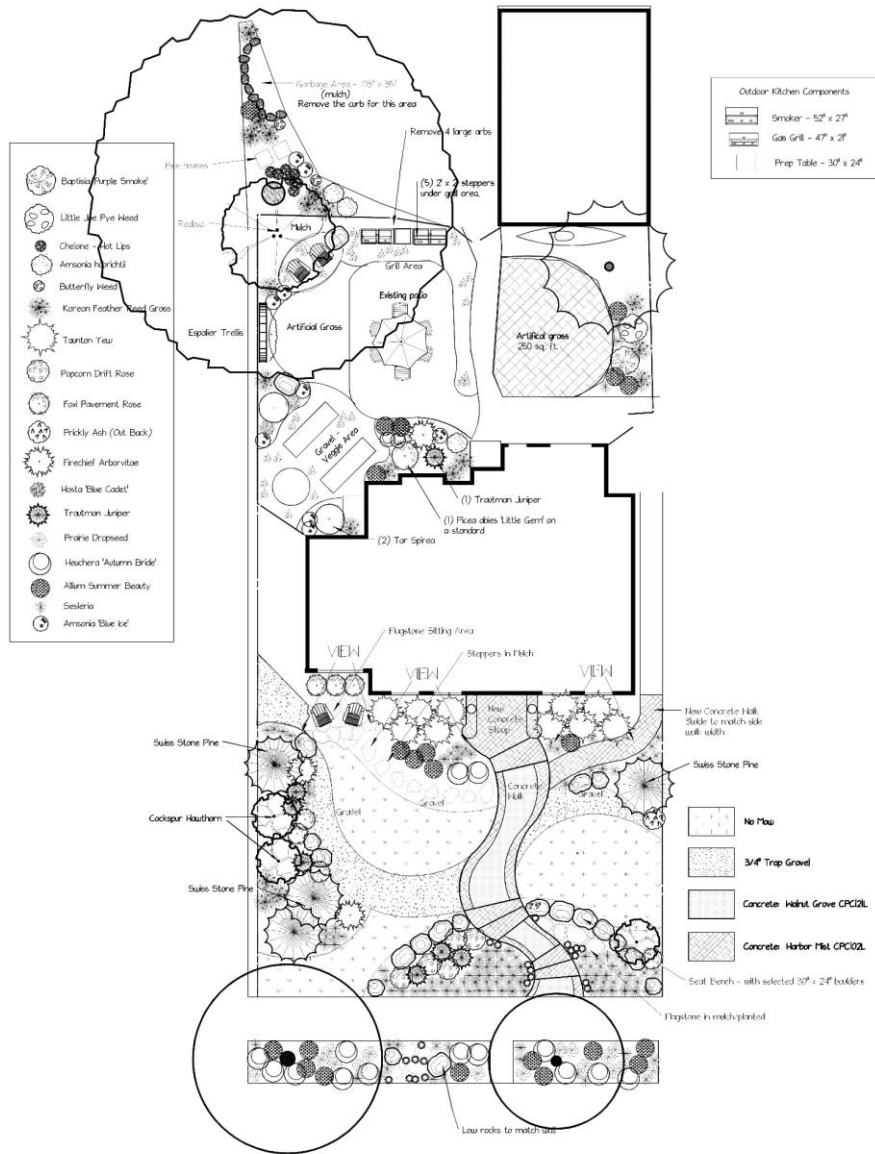 Garbage Area - 108" x 36"
(mulch)
Remove the curb for this area
Remove 4 large arbs
Bee houses
(5) 2' x 2' steppers
under grill area,
Redbud
Mulch
Grill Area
Existing patio
Espalier Trellis
Artificial Grass
Artifical grass
250 sq. ft.
Gravel -
Veggie Area
(1) Trautman Juniper
(1) Picea abies 'Little Gem' on
a standard
(2) Tor Spirea
Outdoor Kitchen Components
Smoker - 52" x 27"
Gas Grill - 47" x 21"
Prep Table - 30" x 24"
Baptisia 'Purple Smoke'
Little Joe Pye Weed
Chelone - Hot Lips
Amsonia hubrichtii
Butterfly Weed
Korean Feather Reed Grass
Taunton Yew
Popcorn Drift Rose
Foxi Pavement Rose
Prickly Ash (Out Back)
Firechief Arborvitae
Hosta 'Blue Cadet'
Trautman Juniper
Prairie Dropseed
Heuchera 'Autumn Bride'
Allium Summer Beauty
Sesleria
Amsonia 'Blue Ice'
Flagstone Sitting Area
VIEW
Steppers in Mulch
VIEW
VIEW
New
Concrete
Stoop
New Concrete Walk
3'wide to match side
walk width
Swiss Stone Pine
Swiss Stone Pine
Concrete
Walk
Gravel
Gravel
Gravel
Cockspur Hawthorn
Swiss Stone Pine
No Mow
3/4" Trap Gravel
Concrete: Walnut Grove CPC121L
Concrete: Harbor Mist CPC102L
Seat Bench - with selected 30" x 24" boulders
Flagstone in mulch/planted
Low rocks to match wall